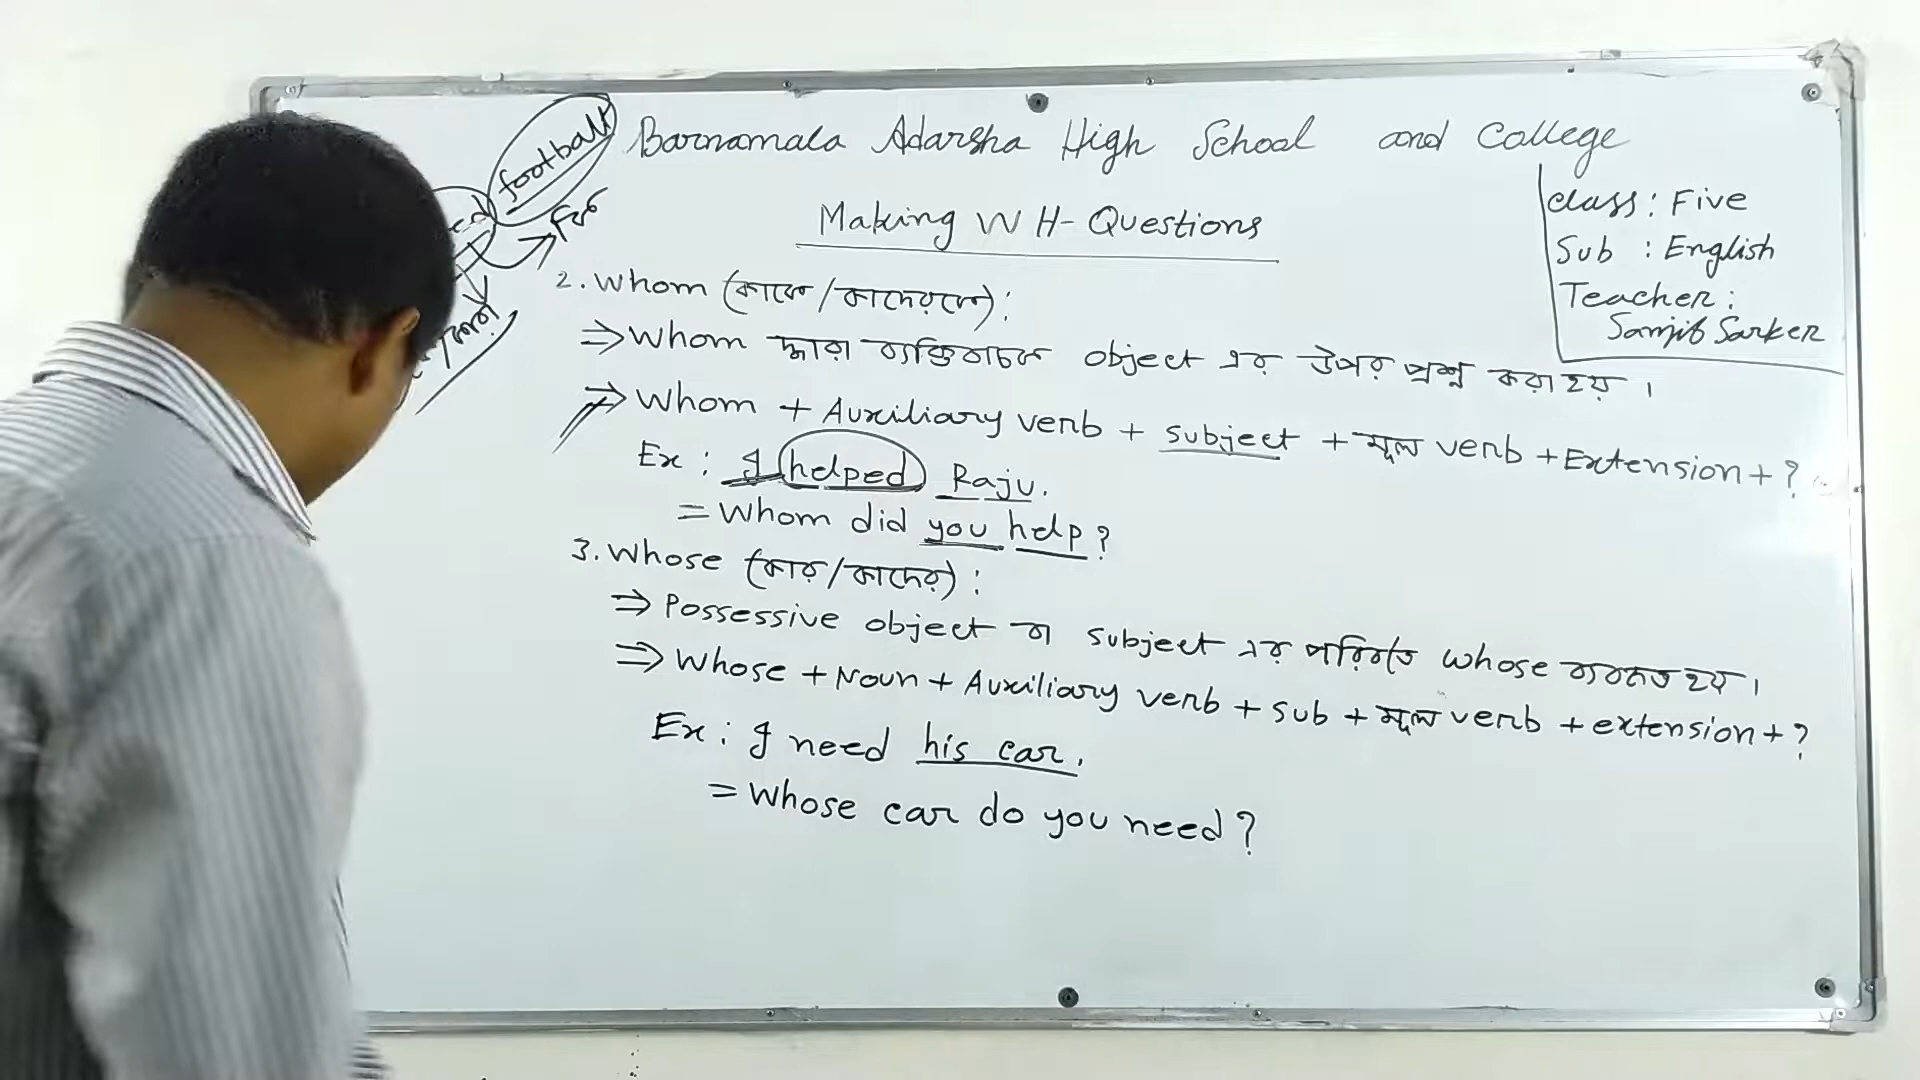 football
Barnamala Adarsha High School and College
Making WH-Questions
class: Five
Sub : English
Teacher:
Sanjib Sarker
2. Whom (কাকে/কাদেরকে):
⇒ Whom দ্বারা ব্যক্তিবাচক object এর উপর প্রশ্ন করা হয়।
⇒ Whom + Auxiliary verb + subject + মূল verb + Extension + ?
Ex: I helped Raju.
= Whom did you help?
3. Whose (কার/কাদের):
⇒ Possessive object বা subject এর পরিবর্তে whose ব্যবহৃত হয়।
⇒ Whose + Noun + Auxiliary verb + sub + মূল verb + extension + ?
Ex: I need his car.
= Whose car do you need?